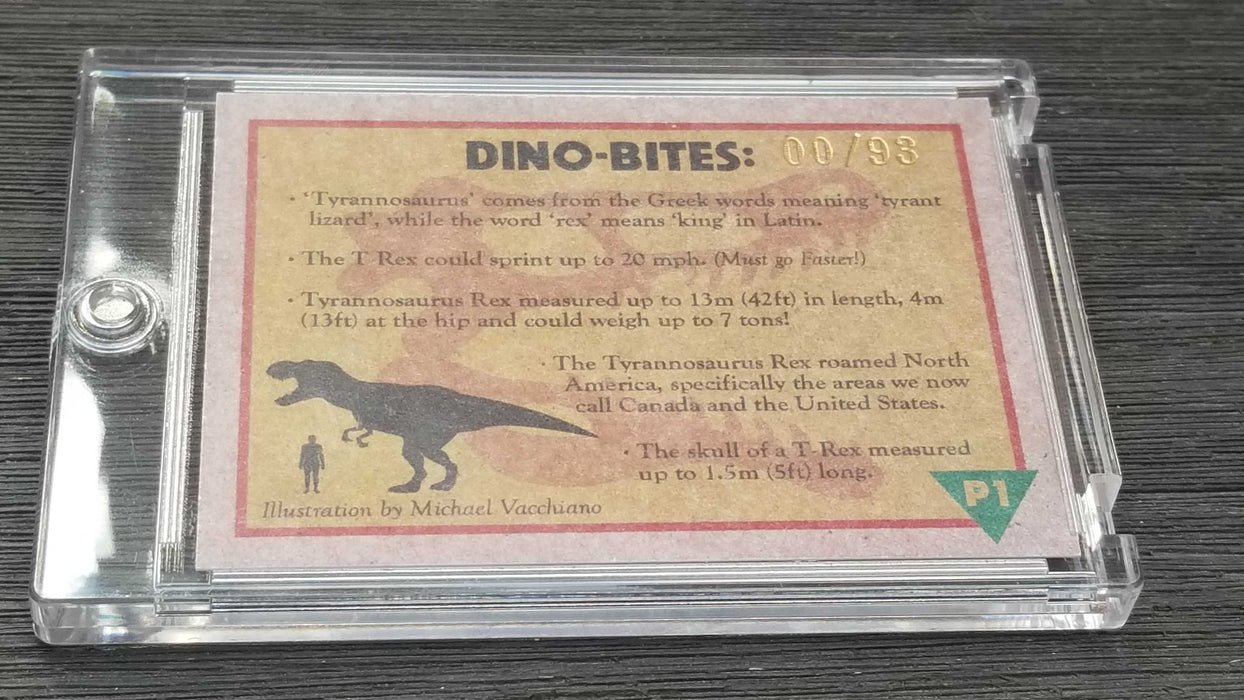 DINO-BITES: 00/93
• 'Tyrannosaurus' comes from the Greek words meaning 'tyrant
lizard', while the word 'rex' means 'king' in Latin.
• The T-Rex could sprint up to 20 mph. (Must go Faster!)
• Tyrannosaurus Rex measured up to 13m (42ft) in length, 4m
(13ft) at the hip and could weigh up to 7 tons!
• The Tyrannosaurus Rex roamed North
America, specifically the areas we now
call Canada and the United States.
• The skull of a T-Rex measured
up to 1.5m (5ft) long.
P1
Illustration by Michael Vacchiano